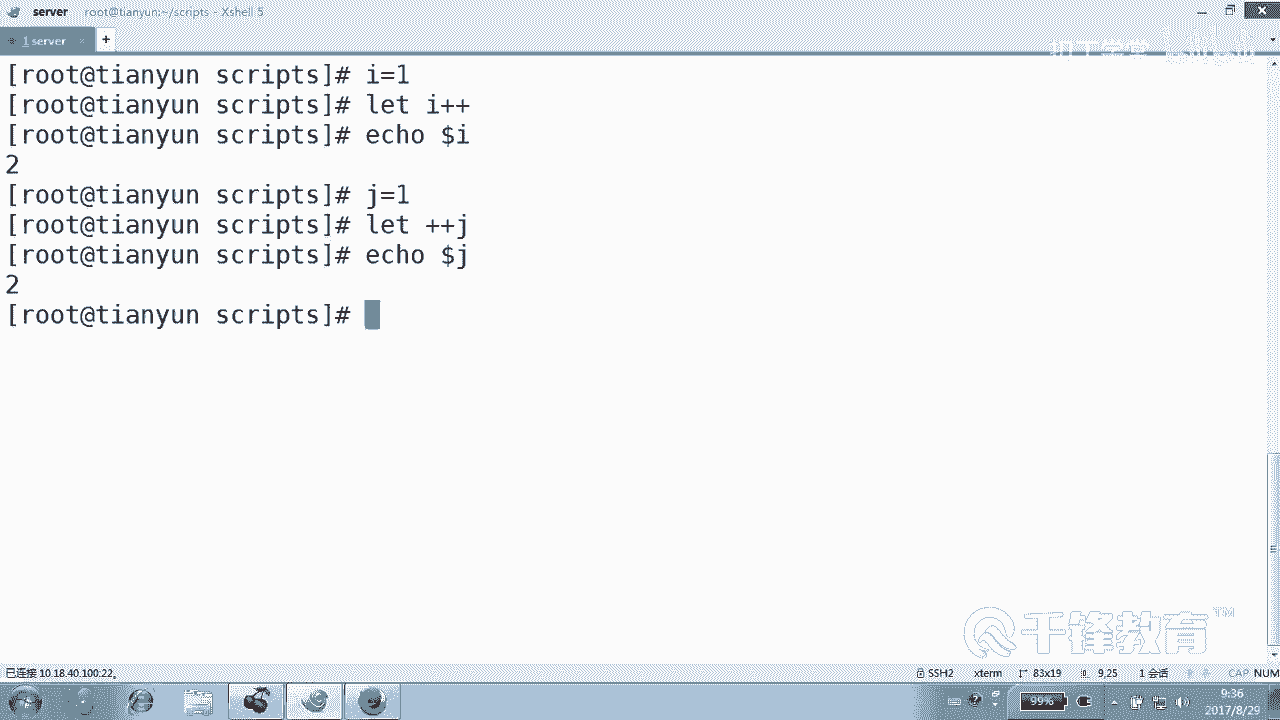 server root@tianyun:~/scripts - Xshell 5
1 server × +
[root@tianyun scripts]# i=1
[root@tianyun scripts]# let i++
[root@tianyun scripts]# echo $i
2
[root@tianyun scripts]# j=1
[root@tianyun scripts]# let ++j
[root@tianyun scripts]# echo $j
2
[root@tianyun scripts]#
千锋教育™
已连接 10.18.40.100:22。 SSH2 xterm 83x19 9,25 1 会话 CAP NUM
99% 9:36
2017/8/29